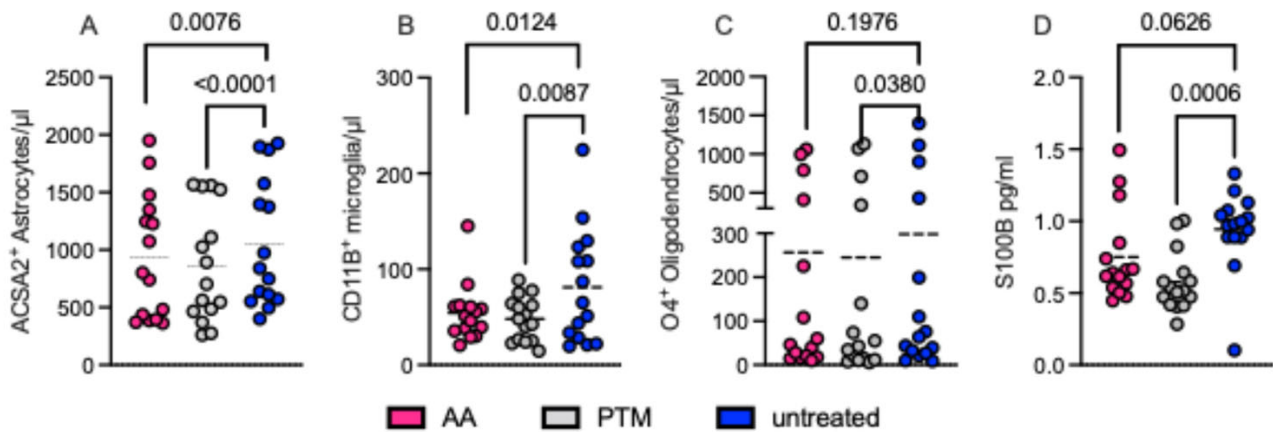 A
0.0076
<0.0001
2500
2000
1500
1000
500
0
ACSA2+ Astrocytes/µl
B
0.0124
0.0087
300
200
100
0
CD11B+ microglia/µl
C
0.1976
0.0380
2000
1500
1000
500
300
200
100
0
O4+ Oligodendrocytes/µl
D
0.0626
0.0006
2.0
1.5
1.0
0.5
0.0
S100B pg/ml
AA
PTM
untreated